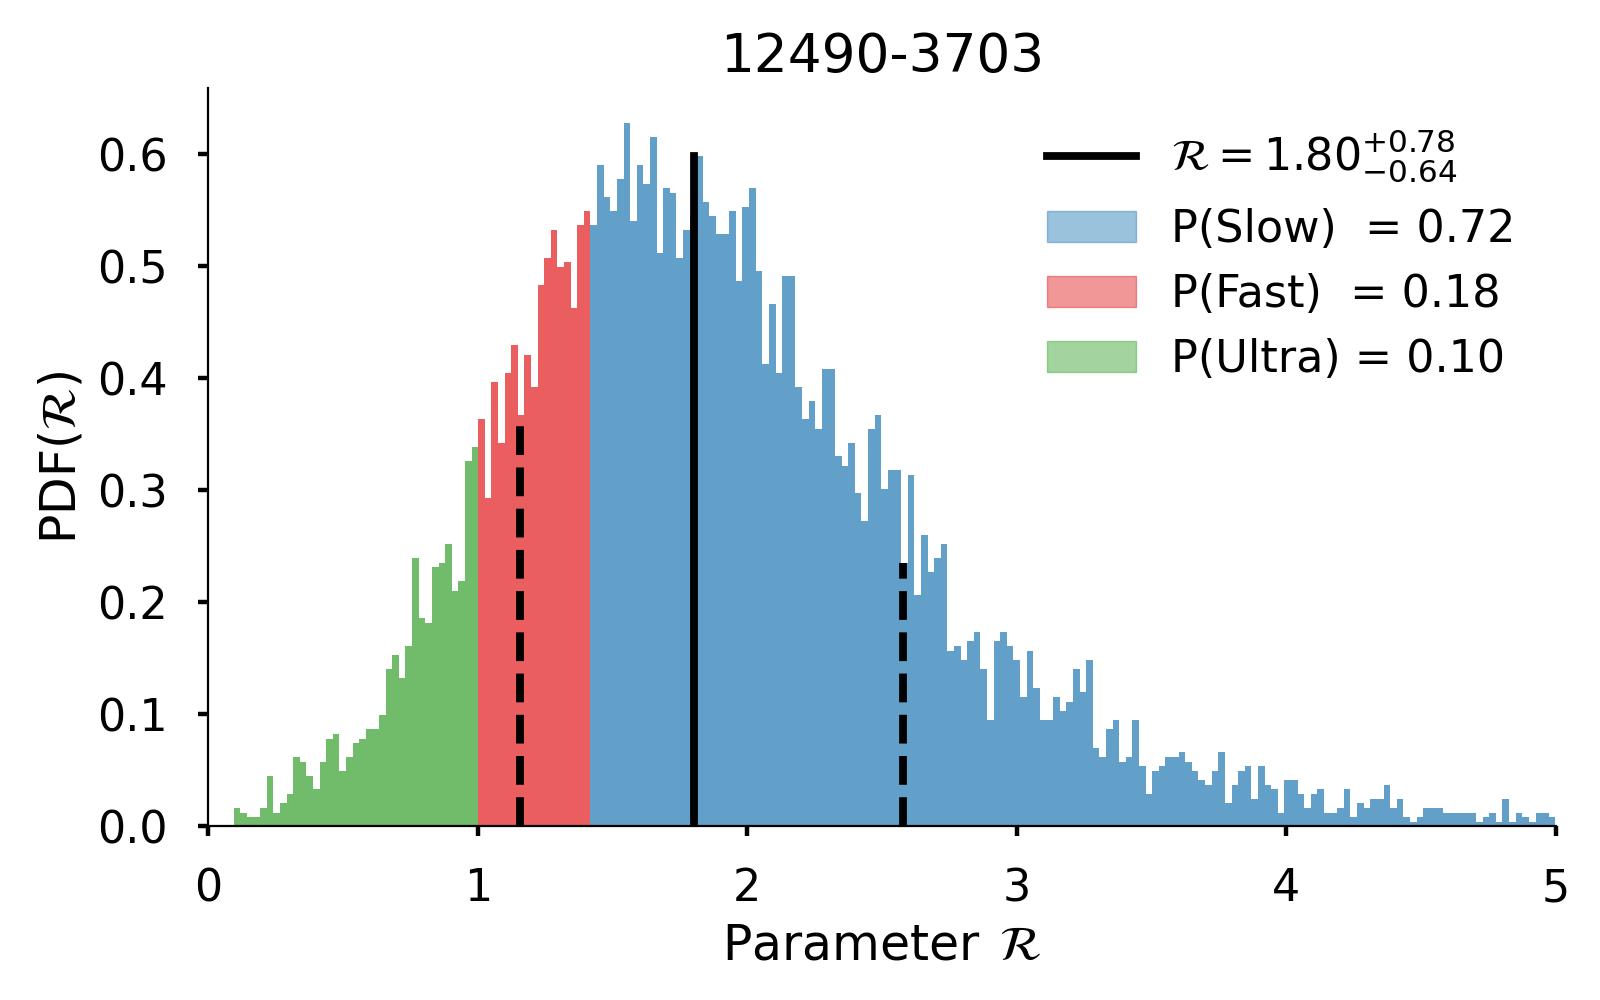 12490-3703
ℛ = 1.80+0.78−0.64
P(Slow) = 0.72
P(Fast) = 0.18
P(Ultra) = 0.10
PDF(ℛ)
0.6
0.5
0.4
0.3
0.2
0.1
0.0
0 1 2 3 4 5
Parameter ℛ